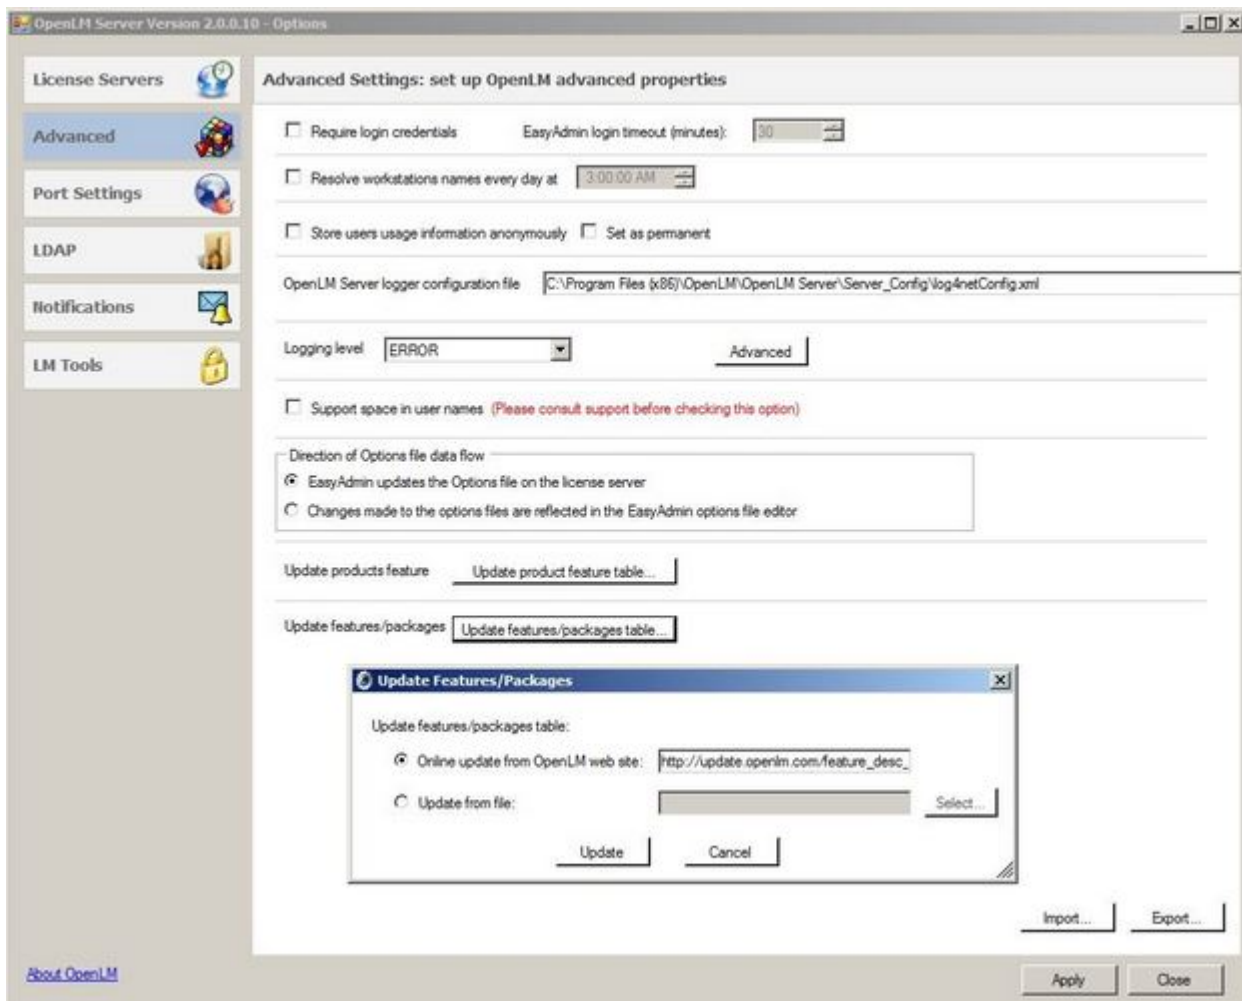 OpenLM Server Version 2.0.0.10 - Options
License Servers
Advanced
Port Settings
LDAP
Notifications
LM Tools
Advanced Settings: set up OpenLM advanced properties
Require login credentials EasyAdmin login timeout (minutes): 30
Resolve workstations names every day at 3:00:00 AM
Store users usage information anonymously Set as permanent
OpenLM Server logger configuration file C:\Program Files (x86)\OpenLM\OpenLM Server\Server_Config\log4netConfig.xml
Logging level ERROR Advanced
Support space in user names (Please consult support before checking this option)
Direction of Options file data flow
EasyAdmin updates the Options file on the license server
Changes made to the options files are reflected in the EasyAdmin options file editor
Update products feature Update product feature table...
Update features/packages Update features/packages table...
Update Features/Packages
Update features/packages table:
Online update from OpenLM web site: http://update.openlm.com/feature_desc_
Update from file: Select...
Update Cancel
Import... Export...
About OpenLM
Apply Close